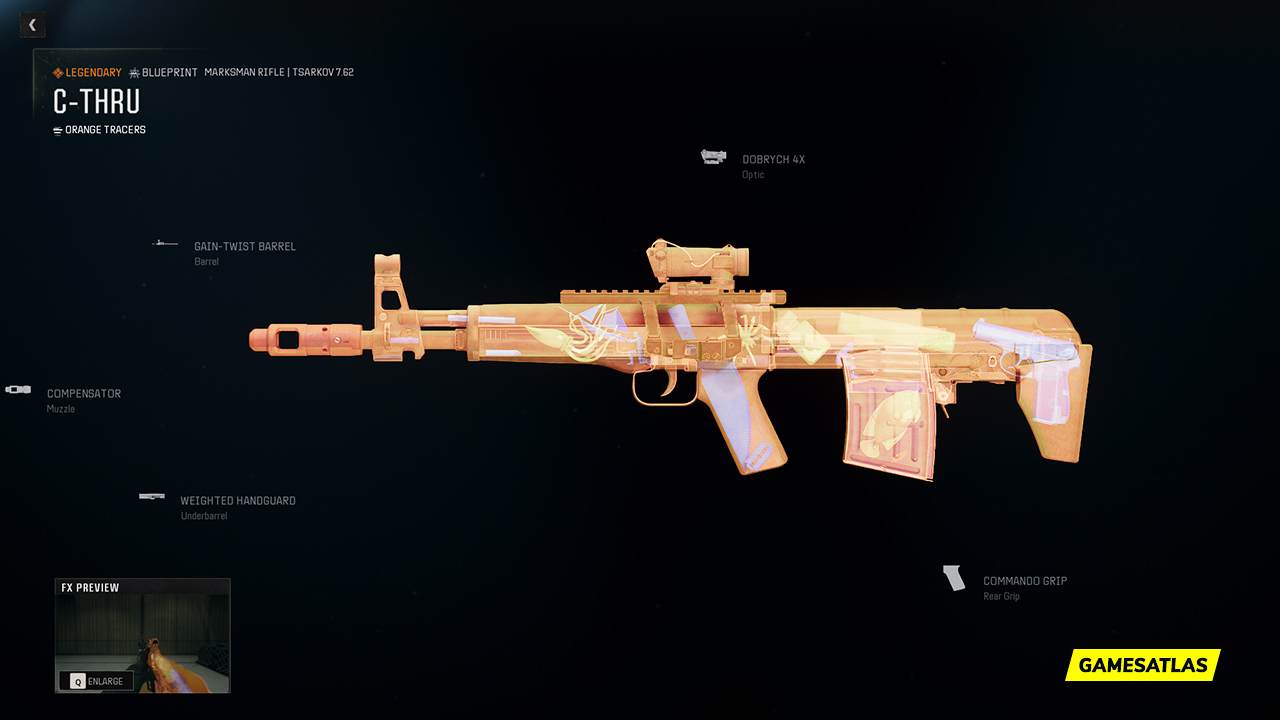 LEGENDARY BLUEPRINT MARKSMAN RIFLE | TSARKOV 7.62
C-THRU
ORANGE TRACERS
DOBRYCH 4X
Optic
GAIN-TWIST BARREL
Barrel
COMPENSATOR
Muzzle
WEIGHTED HANDGUARD
Underbarrel
COMMANDO GRIP
Rear Grip
FX PREVIEW
Q ENLARGE
GAMESATLAS